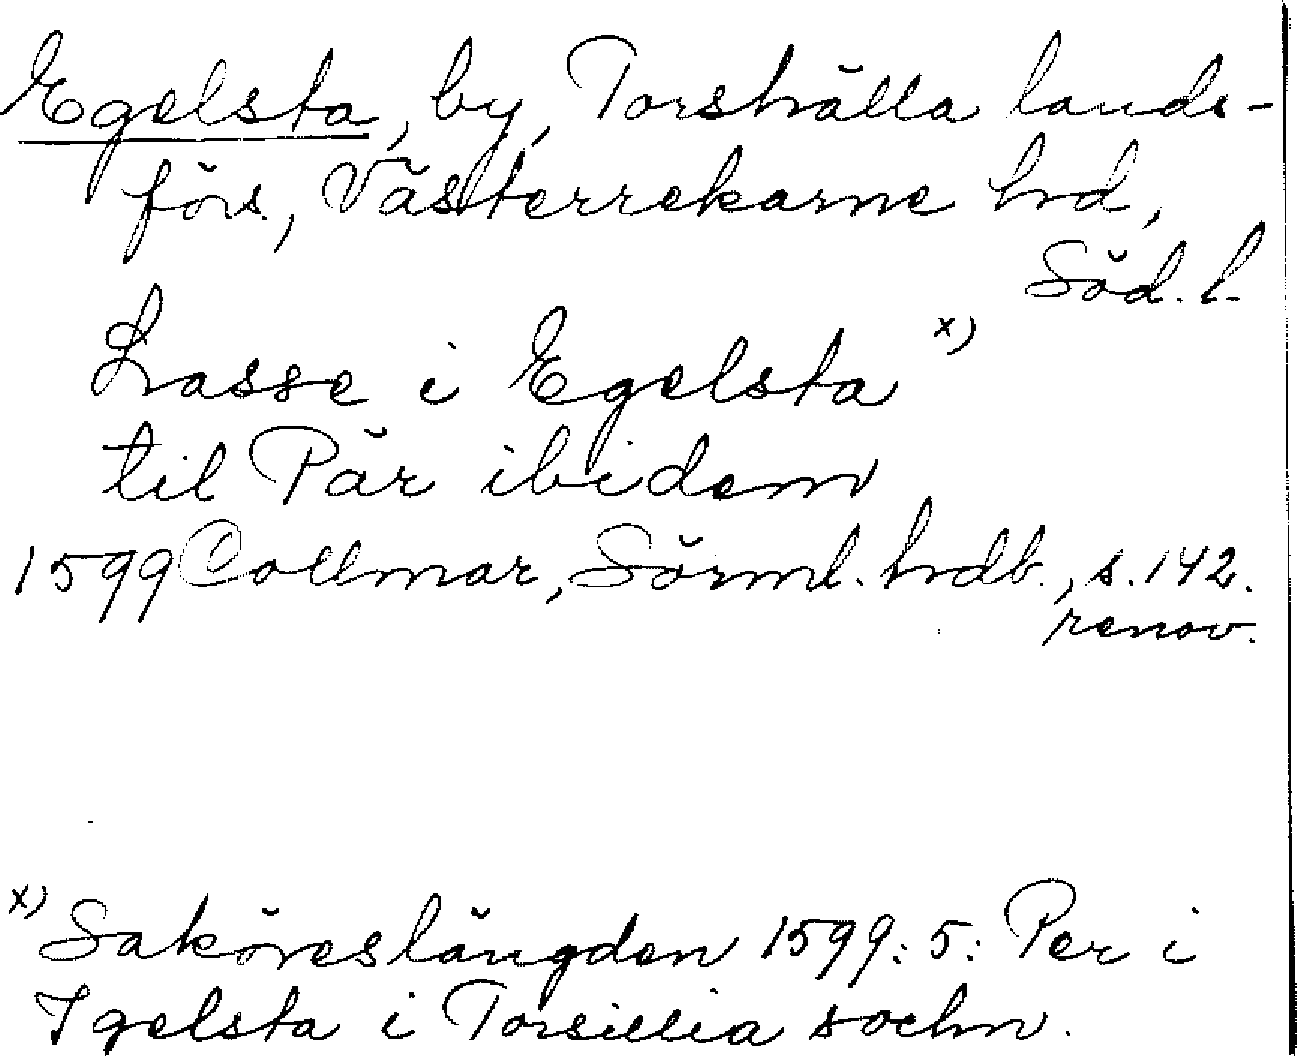 Egelsta, by, Torshälla lands-
förs., Västerrekarne hd,
Söd. l.
Lasse i Egelsta x)
til Pär ibidem
1599 Collmar, Sörml. hdb., s. 142.
renov.
x) Saköreslängden 1599: 5: Per i
Igelsta i Torsillia sochn.